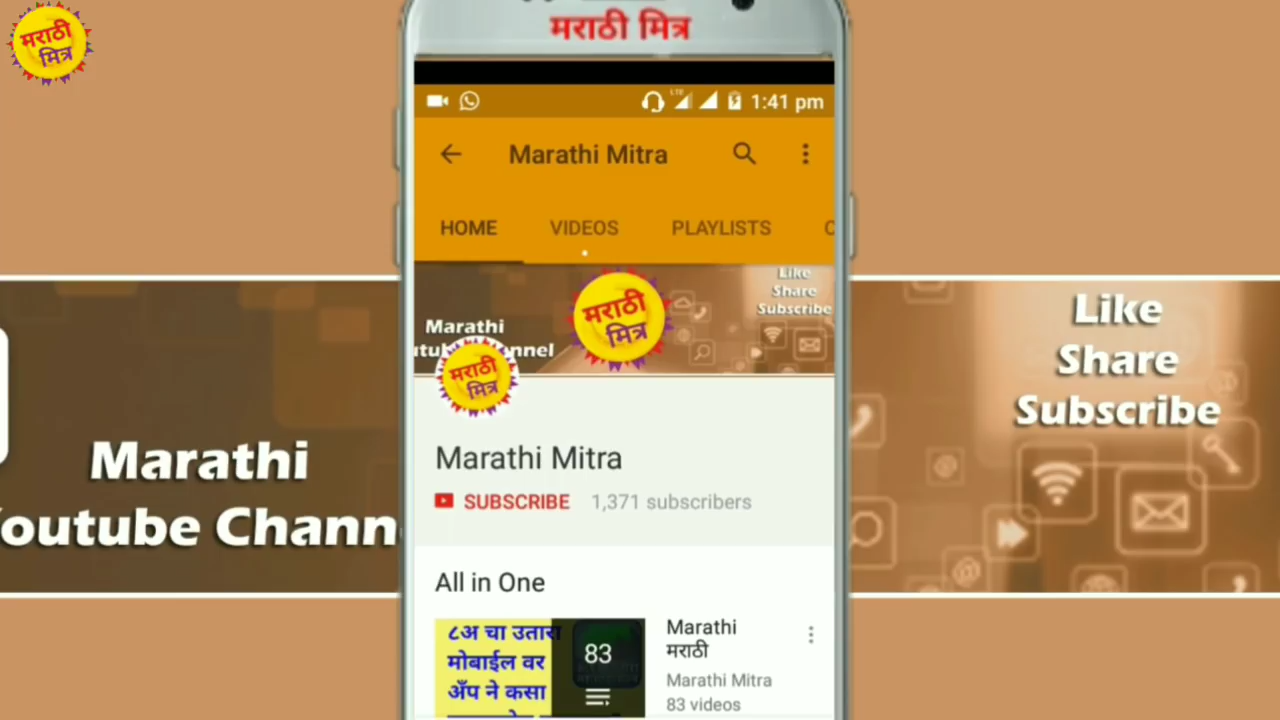 मराठी
मित्र
मराठी मित्र
LTE
1:41 pm
Marathi Mitra
HOME
VIDEOS
PLAYLISTS
Like
Share
Subscribe
मराठी
मित्र
Marathi
मराठी
मित्र
Marathi Mitra
SUBSCRIBE
1,371 subscribers
All in One
८अ चा उतारा
मोबाईल वर
अँप ने कसा
83
Marathi
मराठी
Marathi Mitra
83 videos
Marathi
outube Chann
Like
Share
Subscribe